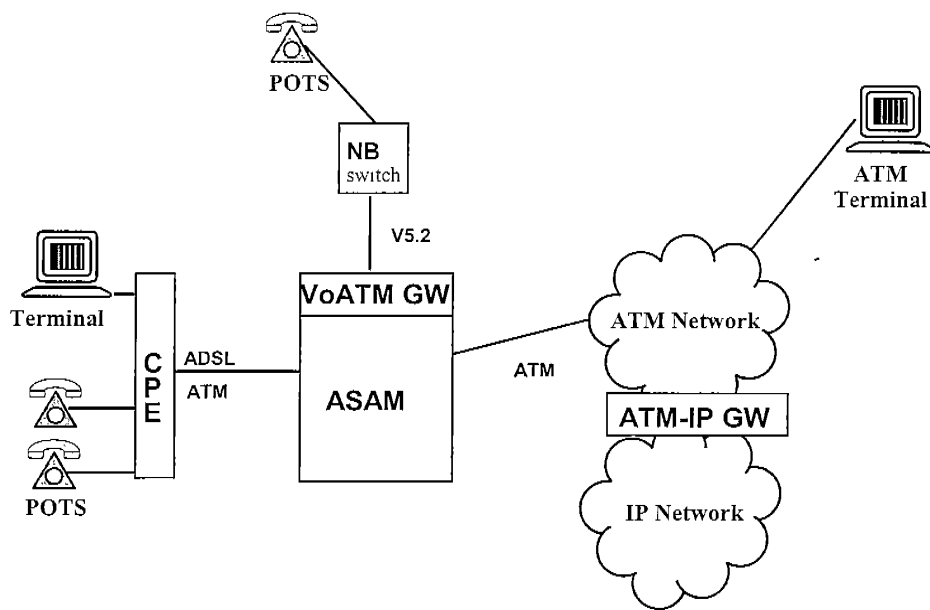 POTS
NB
switch
V5.2
ATM
Terminal
Terminal
VoATM GW
ATM Network
CPE
ADSL
ATM
ASAM
ATM
ATM-IP GW
POTS
IP Network